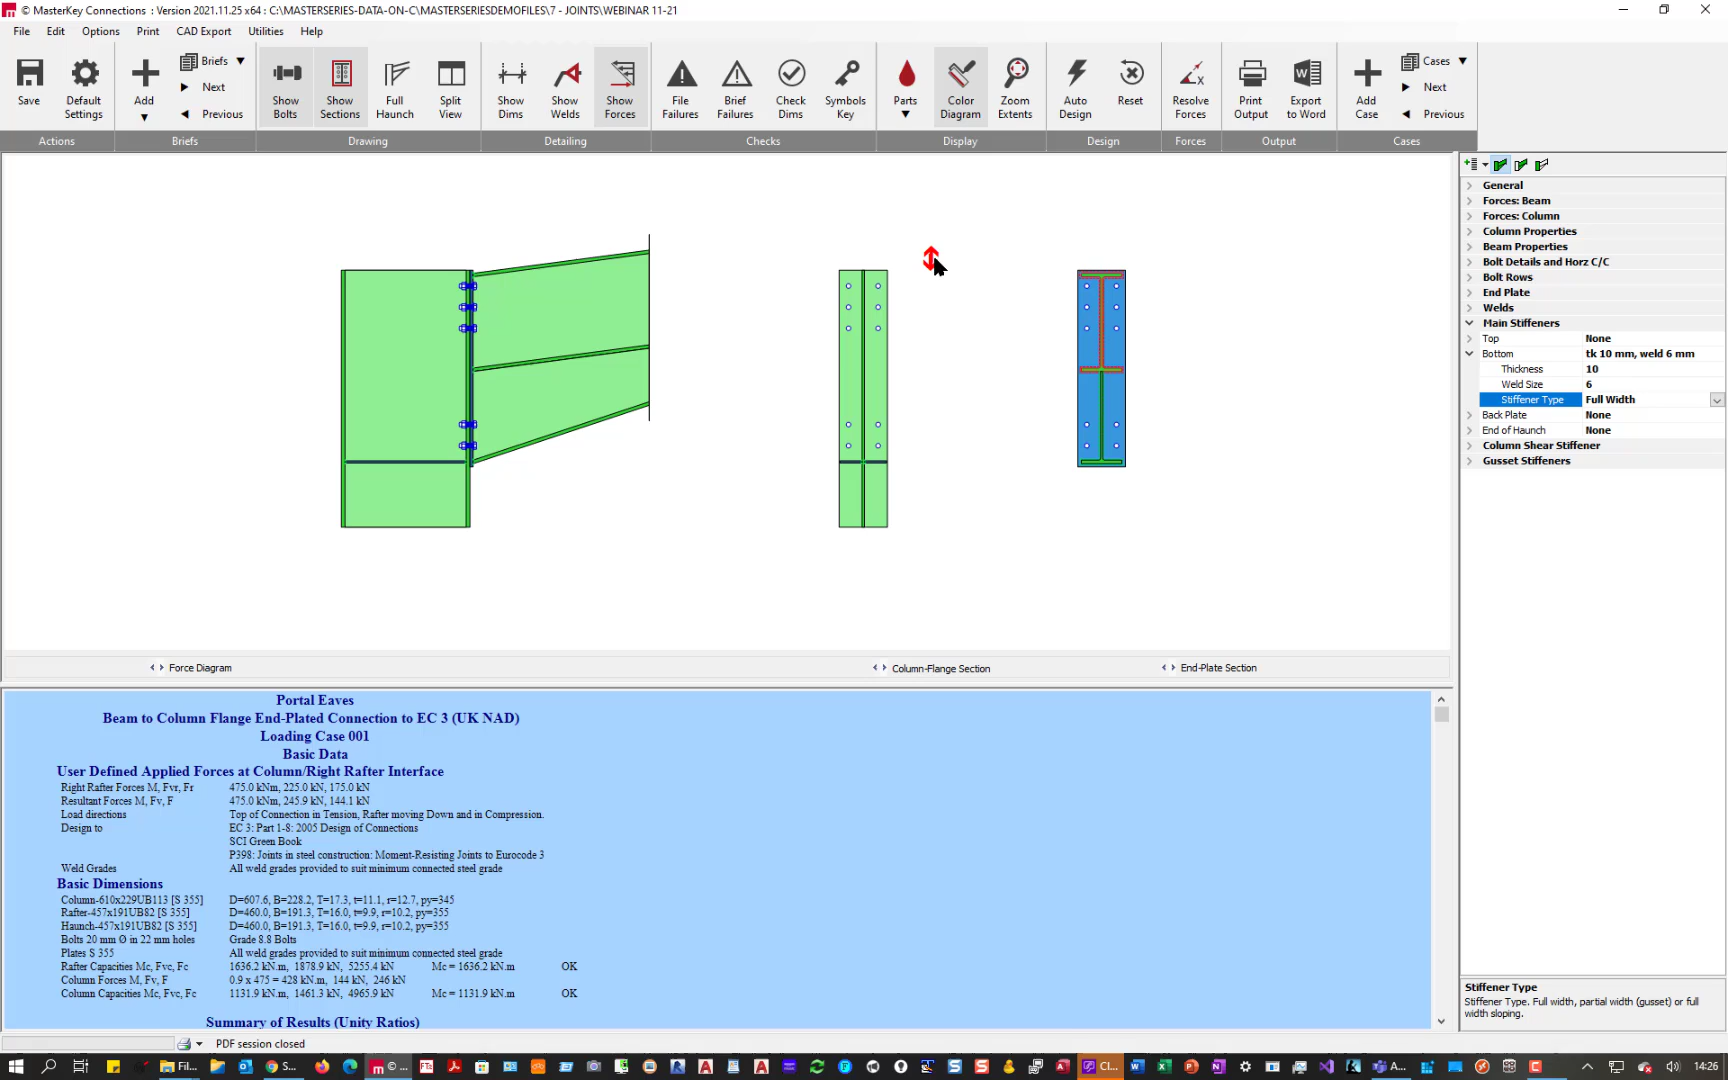 © MasterKey Connections : Version 2021.11.25 x64 : C:\MASTERSERIES-DATA-ON-C\MASTERSERIESDEMOFILES\7 - JOINTS\WEBINAR 11-21
File Edit Options Print CAD Export Utilities Help
Save
Default Settings
Add
Briefs
Next
Previous
Show Bolts
Show Sections
Full Haunch
Split View
Show Dims
Show Welds
Show Forces
File Failures
Brief Failures
Check Dims
Symbols Key
Parts
Color Diagram
Zoom Extents
Auto Design
Reset
Resolve Forces
Print Output
Export to Word
Add Case
Cases
Next
Previous
Actions Briefs Drawing Detailing Checks Display Design Forces Output Cases
General
Forces: Beam
Forces: Column
Column Properties
Beam Properties
Bolt Details and Horz C/C
Bolt Rows
End Plate
Welds
Main Stiffeners
Top None
Bottom tk 10 mm, weld 6 mm
Thickness 10
Weld Size 6
Stiffener Type Full Width
Back Plate None
End of Haunch None
Column Shear Stiffener
Gusset Stiffeners
Force Diagram Column-Flange Section End-Plate Section
Portal Eaves
Beam to Column Flange End-Plated Connection to EC 3 (UK NAD)
Loading Case 001
Basic Data
User Defined Applied Forces at Column/Right Rafter Interface
Right Rafter Forces M, Fvr, Fr 475.0 kNm, 225.0 kN, 175.0 kN
Resultant Forces M, Fv, F 475.0 kNm, 245.9 kN, 144.1 kN
Load directions Top of Connection in Tension, Rafter moving Down and in Compression.
Design to EC 3: Part 1-8: 2005 Design of Connections
SCI Green Book
P398: Joints in steel construction: Moment-Resisting Joints to Eurocode 3
Weld Grades All weld grades provided to suit minimum connected steel grade
Basic Dimensions
Column-610x229UB113 [S 355] D=607.6, B=228.2, T=17.3, t=11.1, r=12.7, py=345
Rafter-457x191UB82 [S 355] D=460.0, B=191.3, T=16.0, t=9.9, r=10.2, py=355
Haunch-457x191UB82 [S 355] D=460.0, B=191.3, T=16.0, t=9.9, r=10.2, py=355
Bolts 20 mm Ø in 22 mm holes Grade 8.8 Bolts
Plates S 355 All weld grades provided to suit minimum connected steel grade
Rafter Capacities Mc, Fvc, Fc 1636.2 kN.m, 1878.9 kN, 5255.4 kN Mc = 1636.2 kN.m OK
Column Forces M, Fv, F 0.9 x 475 = 428 kN.m, 144 kN, 246 kN
Column Capacities Mc, Fvc, Fc 1131.9 kN.m, 1461.3 kN, 4965.9 kN Mc = 1131.9 kN.m OK
Summary of Results (Unity Ratios)
Stiffener Type
Stiffener Type. Full width, partial width (gusset) or full
width sloping.
PDF session closed
Fil... S... © ... Cl... A... 14:26